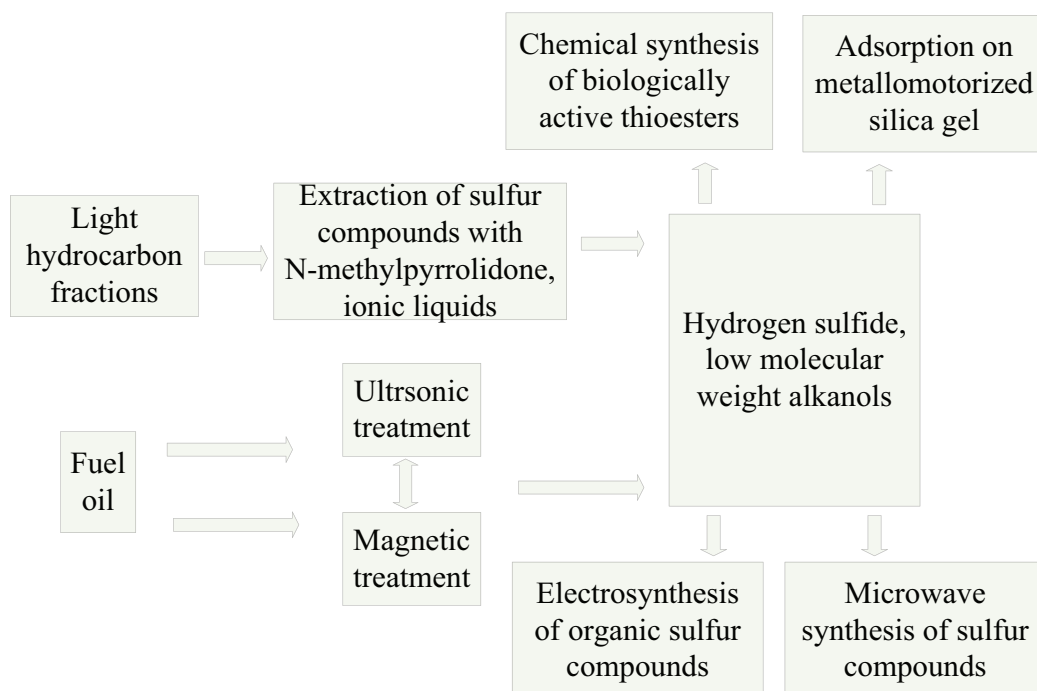 Chemical synthesis
of biologically
active thioesters
Adsorption on
metallomotorized
silica gel
Light
hydrocarbon
fractions
Extraction of sulfur
compounds with
N-methylpyrrolidone,
ionic liquids
Hydrogen sulfide,
low molecular
weight alkanols
Ultrsonic
treatment
Fuel
oil
Magnetic
treatment
Electrosynthesis
of organic sulfur
compounds
Microwave
synthesis of sulfur
compounds